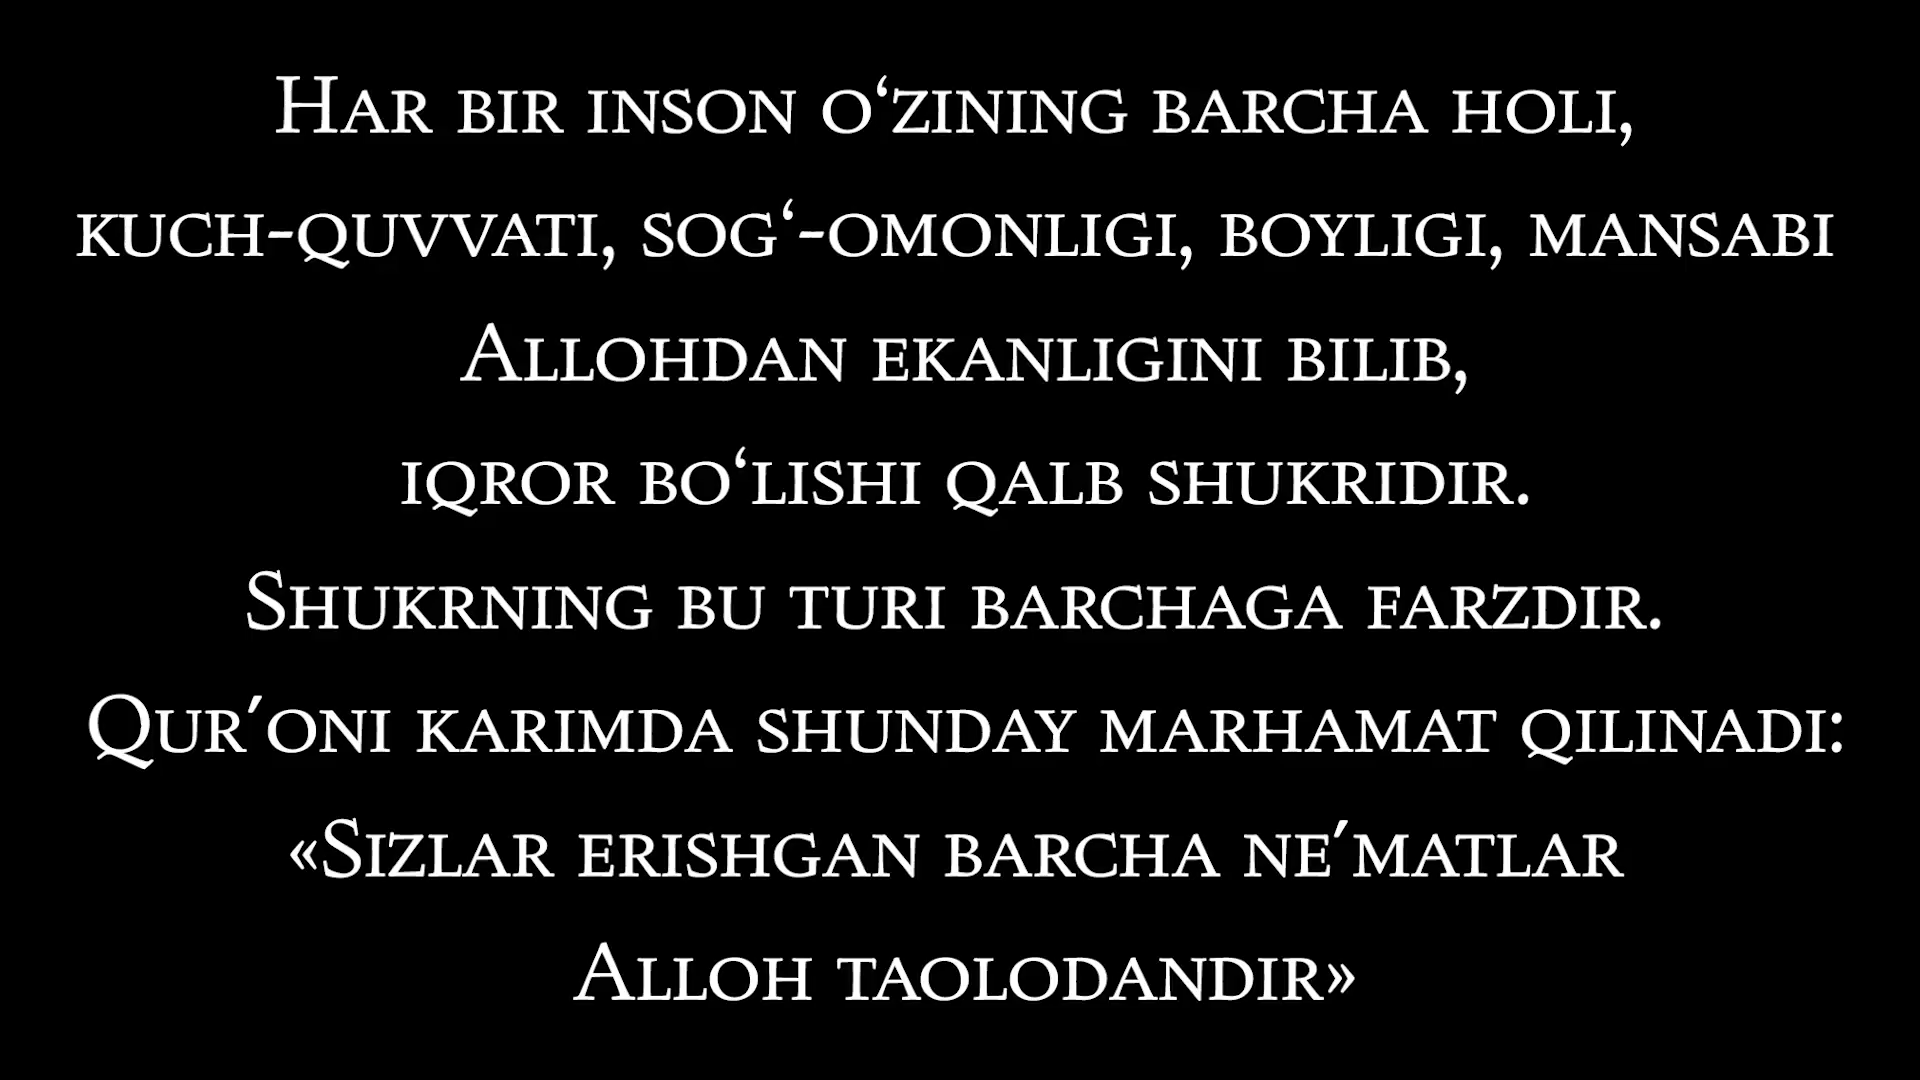 Har bir inson o‘zining barcha holi,
kuch-quvvati, sog‘-omonligi, boyligi, mansabi
Allohdan ekanligini bilib,
iqror bo‘lishi qalb shukridir.
Shukrning bu turi barchaga farzdir.
Qur′oni karimda shunday marhamat qilinadi:
«Sizlar erishgan barcha ne′matlar
Alloh taolodandir»